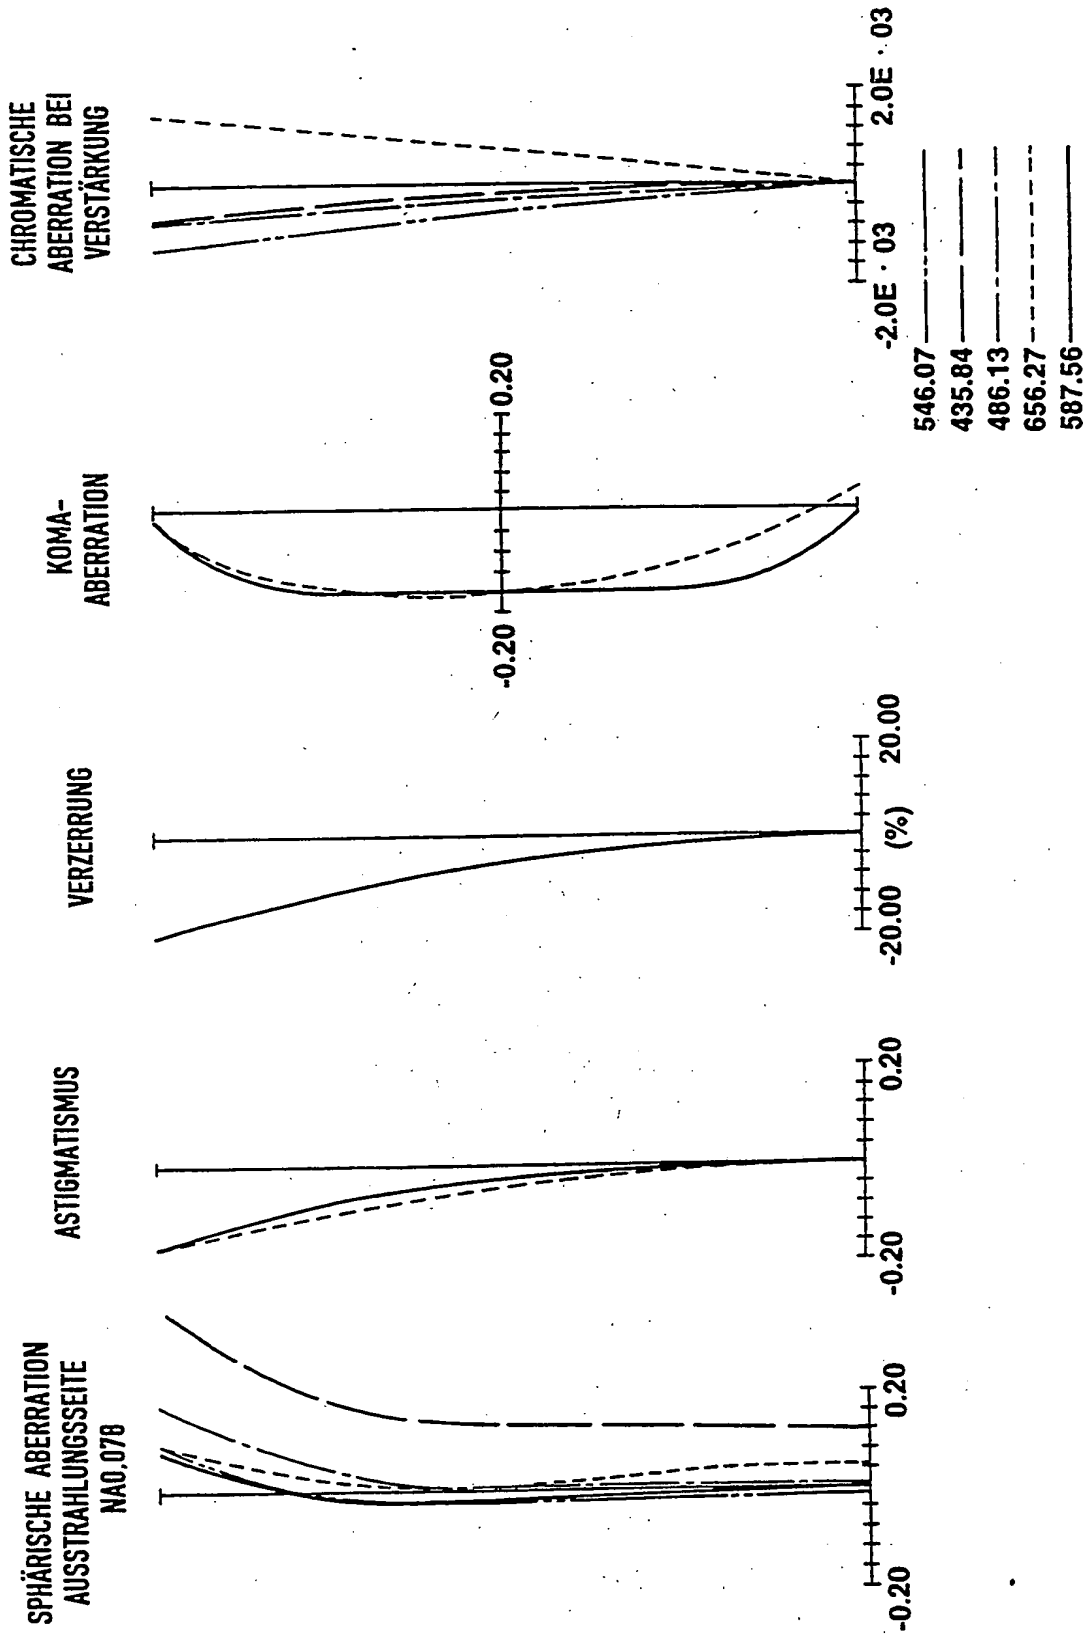 SPHÄRISCHE ABERRATION
AUSSTRAHLUNGSSEITE
NA0,078
-0.20
0.20
ASTIGMATISMUS
-0.20
0.20
VERZERRUNG
-20.00
20.00
(%)
KOMA-
ABERRATION
-0.20
0.20
CHROMATISCHE
ABERRATION BEI
VERSTÄRKUNG
-2.0E · 03
2.0E · 03
546.07
435.84
486.13
656.27
587.56